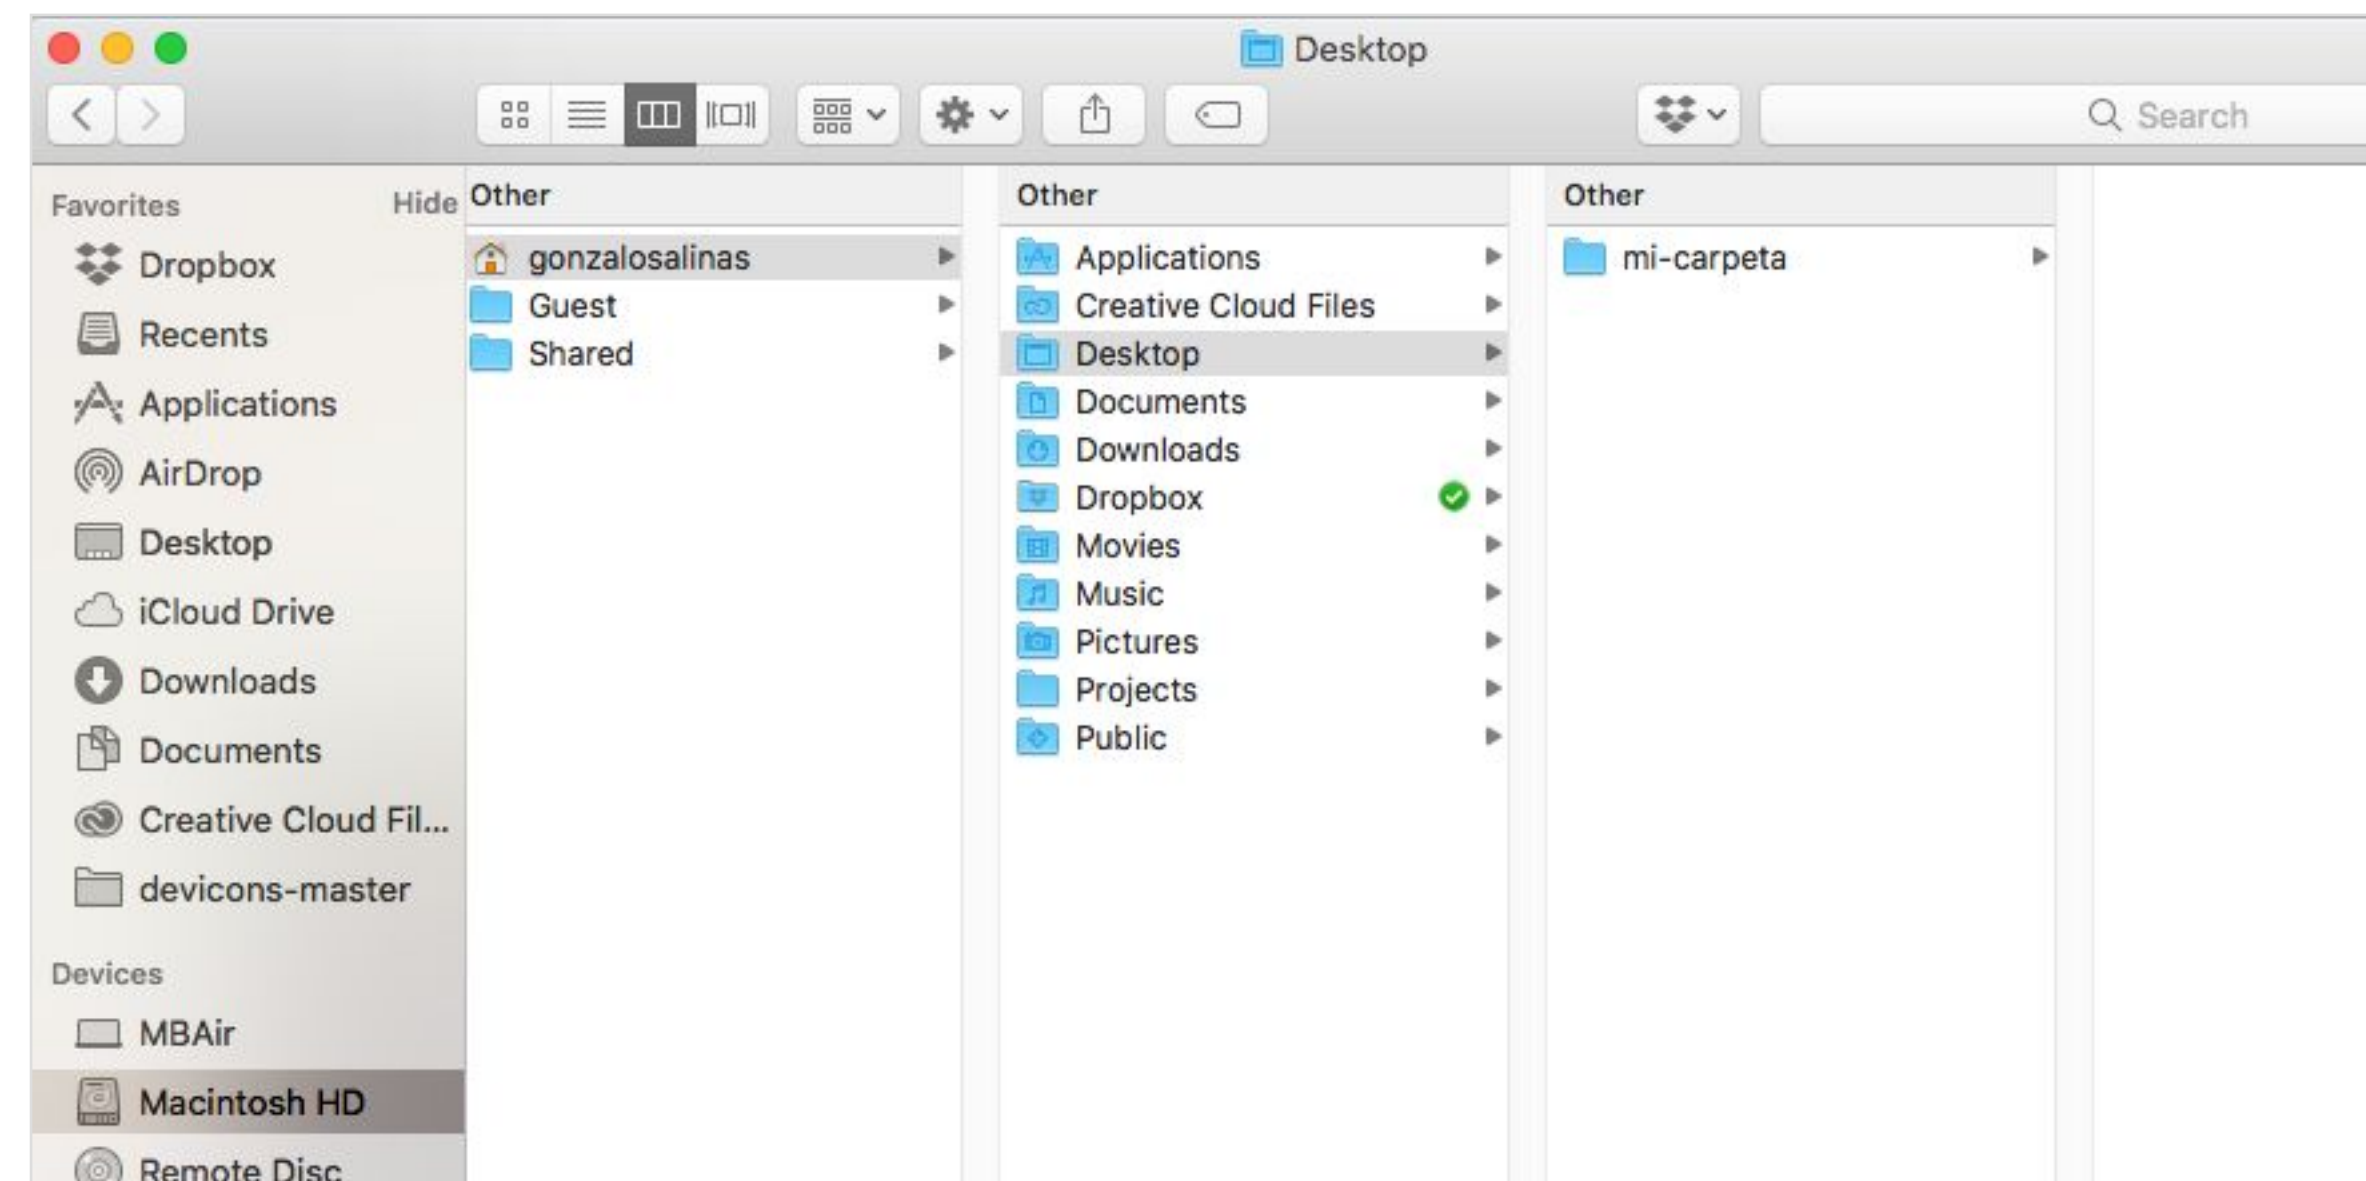 Desktop
Search
Favorites
Hide
Dropbox
Recents
Applications
AirDrop
Desktop
iCloud Drive
Downloads
Documents
Creative Cloud Fil...
devicons-master
Devices
MBAir
Macintosh HD
Remote Disc
Other
gonzalosalinas
Guest
Shared
Other
Applications
Creative Cloud Files
Desktop
Documents
Downloads
Dropbox
Movies
Music
Pictures
Projects
Public
Other
mi-carpeta